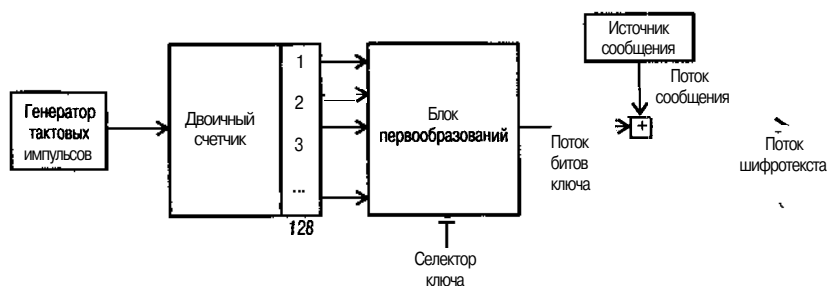 Источник
сообщения
Поток
сообщения
Генератор
тактовых
импульсов
Двоичный
счетчик
1
2
3
...
128
Блок
первообразований
Поток
битов
ключа
+
Поток
шифротекста
Селектор
ключа